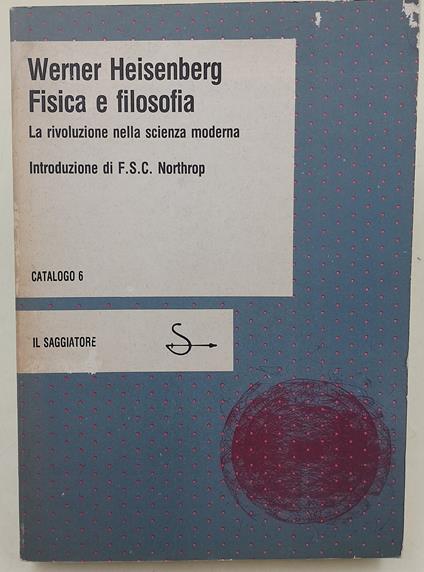 Werner Heisenberg
Fisica e filosofia
La rivoluzione nella scienza moderna
Introduzione di F.S.C. Northrop
CATALOGO 6
IL SAGGIATORE